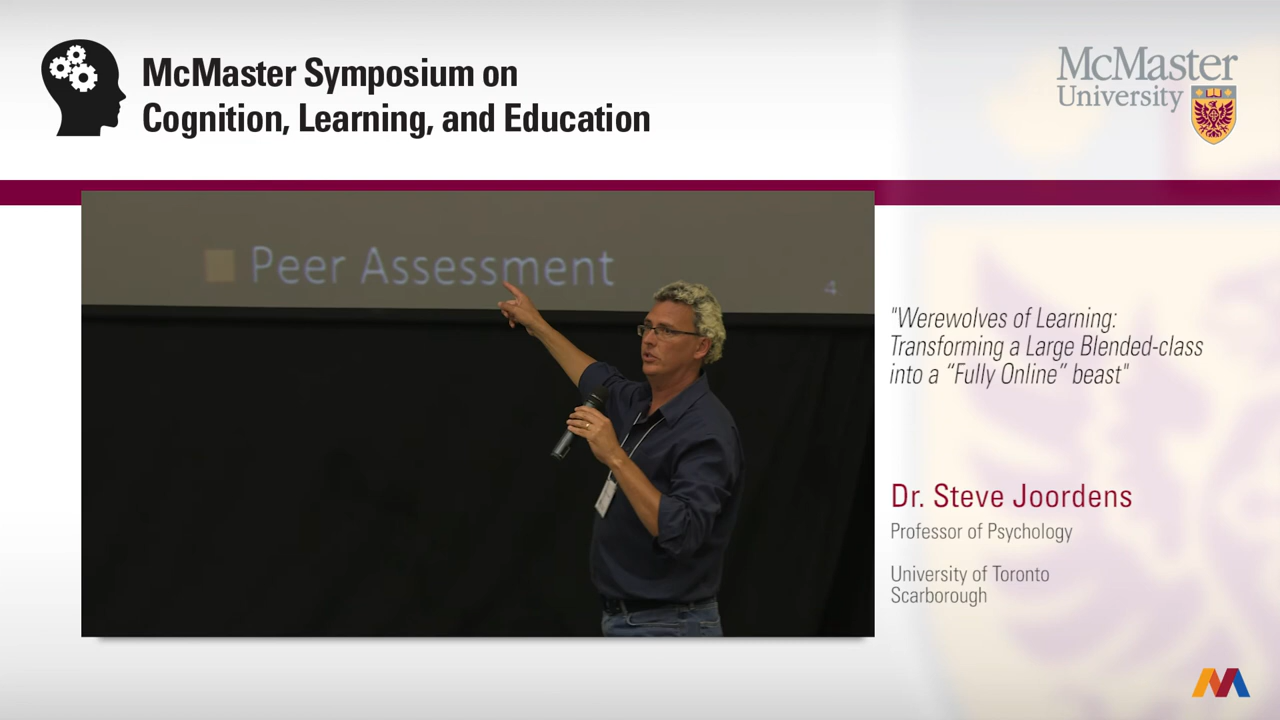 McMaster Symposium on
Cognition, Learning, and Education
McMaster
University
Peer Assessment
4
"Werewolves of Learning:
Transforming a Large Blended-class
into a “Fully Online” beast"
Dr. Steve Joordens
Professor of Psychology
University of Toronto
Scarborough